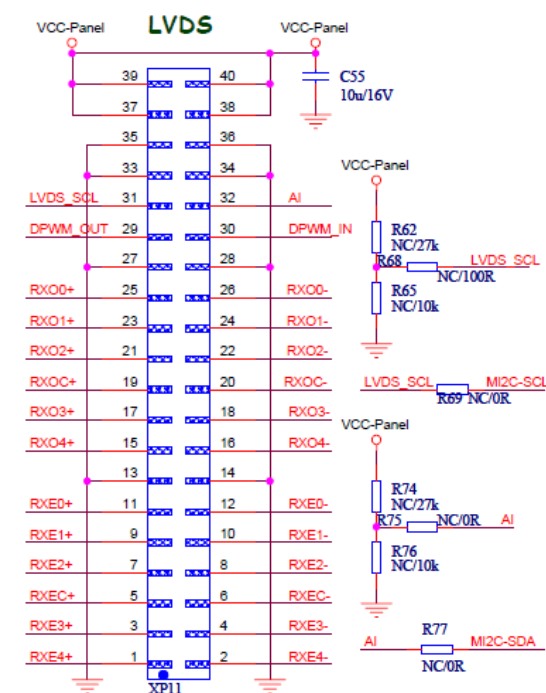 LVDS
VCC-Panel
VCC-Panel
39 40
37 38
C55
10u/16V
35 36
33 34
LVDS_SCL 31 32 AI
DPWM_OUT 29 30 DPWM_IN
27 28
RXO0+ 25 26 RXO0-
RXO1+ 23 24 RXO1-
RXO2+ 21 22 RXO2-
RXOC+ 19 20 RXOC-
RXO3+ 17 18 RXO3-
RXO4+ 15 16 RXO4-
13 14
RXE0+ 11 12 RXE0-
RXE1+ 9 10 RXE1-
RXE2+ 7 8 RXE2-
RXEC+ 5 6 RXEC-
RXE3+ 3 4 RXE3-
RXE4+ 1 2 RXE4-
XP11
VCC-Panel
R62
NC/27k
R68 LVDS_SCL
NC/100R
R65
NC/10k
LVDS_SCL MI2C-SCL
R69 NC/0R
VCC-Panel
R74
NC/27k
R75 NC/0R AI
R76
NC/10k
R77
AI MI2C-SDA
NC/0R